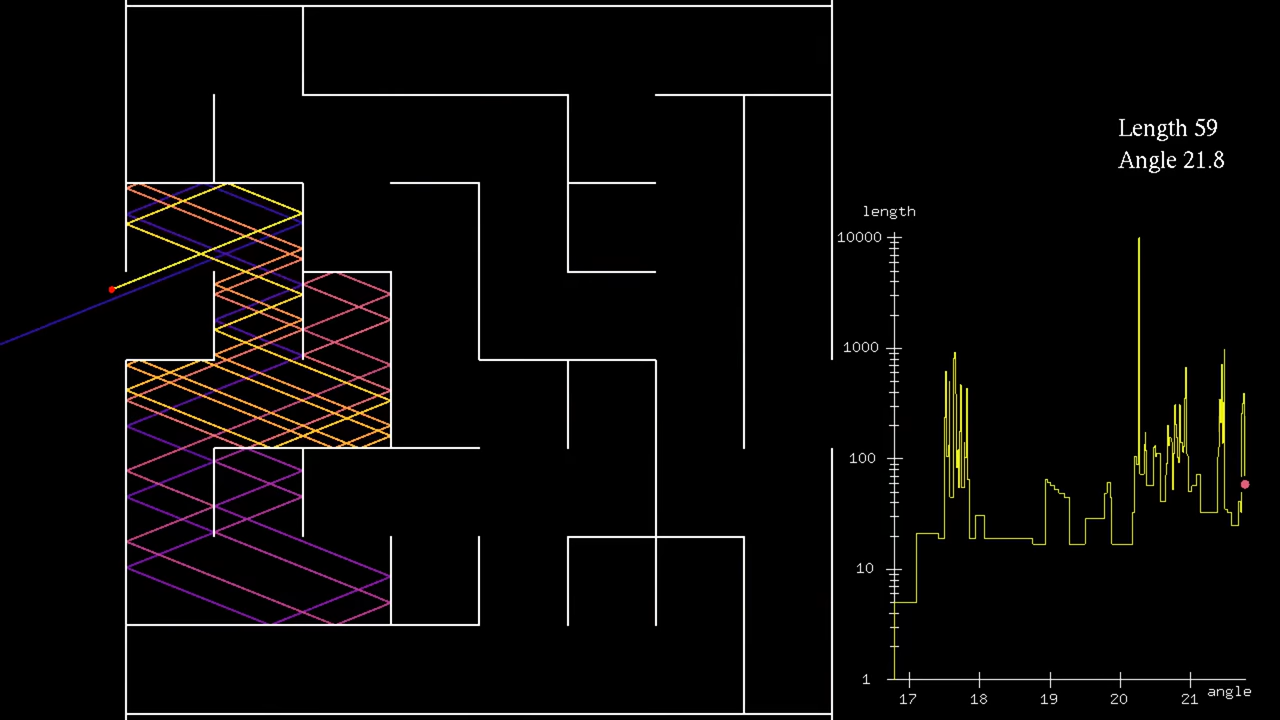 Length 59
Angle 21.8
length
10000
1000
100
10
1
17 18 19 20 21 angle